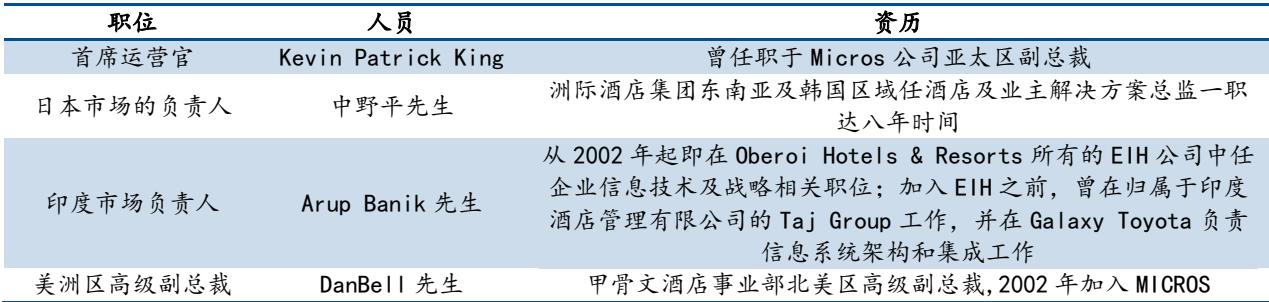 职位 人员 资历
首席运营官 Kevin Patrick King 曾任职于 Micros 公司亚太区副总裁
日本市场的负责人 中野平先生 洲际酒店集团东南亚及韩国区域任酒店及业主解决方案总监一职
达八年时间
印度市场负责人 Arup Banik 先生 从 2002 年起即在 Oberoi Hotels & Resorts 所有的 EIH 公司中任
企业信息技术及战略相关职位；加入 EIH 之前，曾在归属于印度
酒店管理有限公司的 Taj Group 工作，并在 Galaxy Toyota 负责
信息系统架构和集成工作
美洲区高级副总裁 DanBell 先生 甲骨文酒店事业部北美区高级副总裁,2002 年加入 MICROS